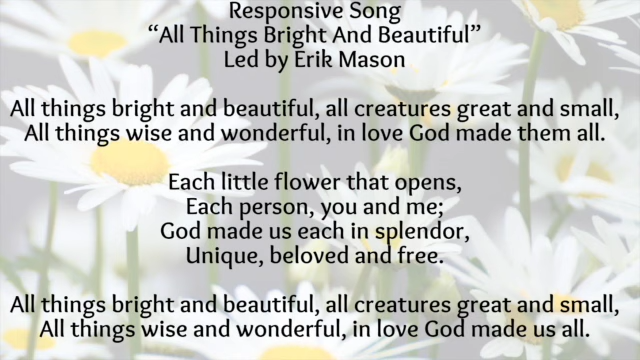 Responsive Song
“All Things Bright And Beautiful”
Led by Erik Mason
All things bright and beautiful, all creatures great and small,
All things wise and wonderful, in love God made them all.
Each little flower that opens,
Each person, you and me;
God made us each in splendor,
Unique, beloved and free.
All things bright and beautiful, all creatures great and small,
All things wise and wonderful, in love God made us all.